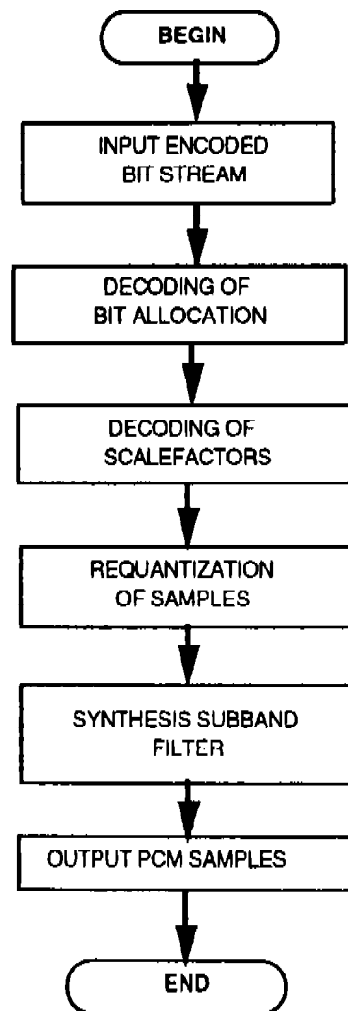 BEGIN
INPUT ENCODED
BIT STREAM
DECODING OF
BIT ALLOCATION
DECODING OF
SCALEFACTORS
REQUANTIZATION
OF SAMPLES
SYNTHESIS SUBBAND
FILTER
OUTPUT PCM SAMPLES
END